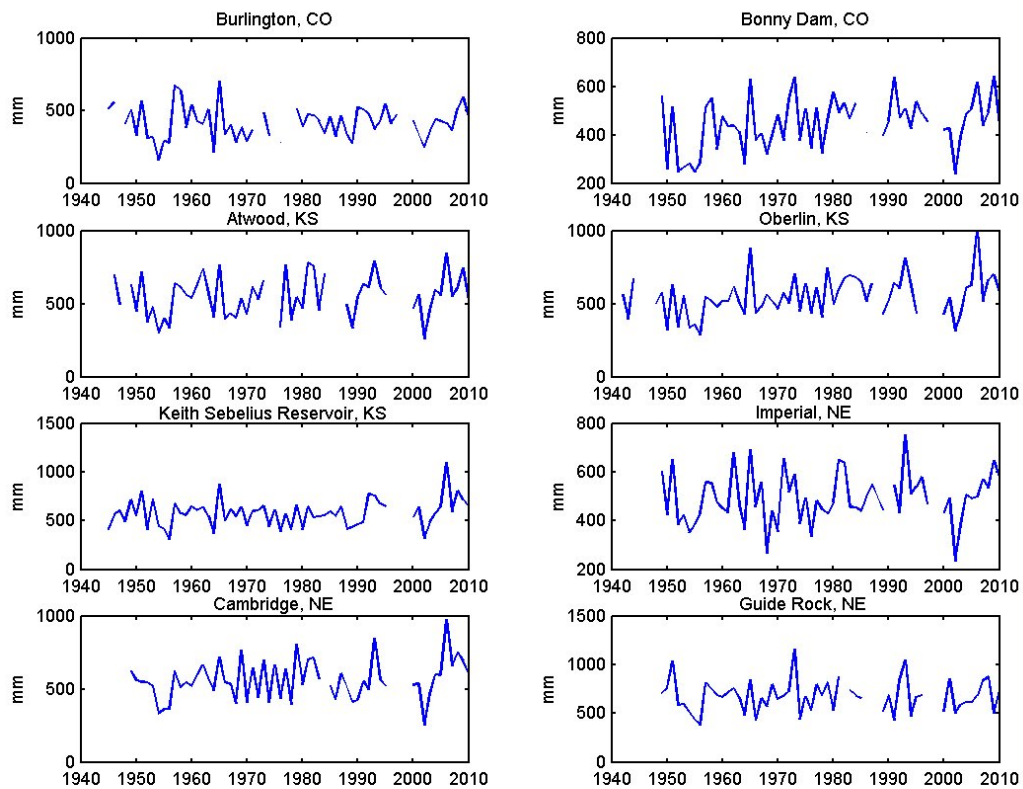 Burlington, CO
1000
500
0
mm
1940 1950 1960 1970 1980 1990 2000 2010
Bonny Dam, CO
800
600
400
200
mm
1940 1950 1960 1970 1980 1990 2000 2010
Atwood, KS
1000
500
0
mm
1940 1950 1960 1970 1980 1990 2000 2010
Oberlin, KS
1000
500
0
mm
1940 1950 1960 1970 1980 1990 2000 2010
Keith Sebelius Reservoir, KS
1500
1000
500
0
mm
1940 1950 1960 1970 1980 1990 2000 2010
Imperial, NE
800
600
400
200
mm
1940 1950 1960 1970 1980 1990 2000 2010
Cambridge, NE
1000
500
0
mm
1940 1950 1960 1970 1980 1990 2000 2010
Guide Rock, NE
1500
1000
500
0
mm
1940 1950 1960 1970 1980 1990 2000 2010